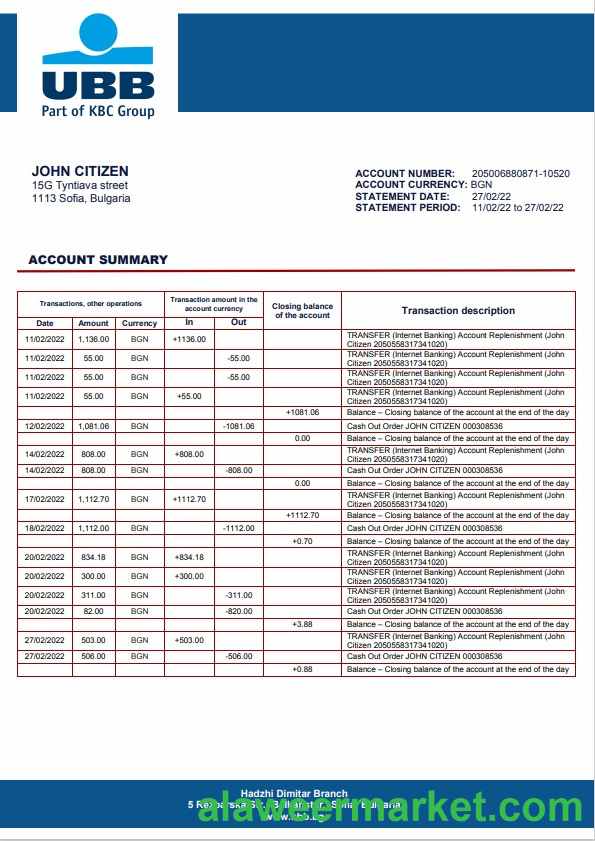 UBB
Part of KBC Group
JOHN CITIZEN
15G Tyntiava street
1113 Sofia, Bulgaria
ACCOUNT NUMBER: 205006880871-10520
ACCOUNT CURRENCY: BGN
STATEMENT DATE: 27/02/22
STATEMENT PERIOD: 11/02/22 to 27/02/22
ACCOUNT SUMMARY
Transactions, other operations Transaction amount in the account currency Closing balance of the account Transaction description
Date Amount Currency In Out
11/02/2022 1,136.00 BGN +1136.00 TRANSFER (Internet Banking) Account Replenishment (John
Citizen 2050558317341020)
11/02/2022 55.00 BGN -55.00 TRANSFER (Internet Banking) Account Replenishment (John
Citizen 2050558317341020)
11/02/2022 55.00 BGN -55.00 TRANSFER (Internet Banking) Account Replenishment (John
Citizen 2050558317341020)
11/02/2022 55.00 BGN +55.00 TRANSFER (Internet Banking) Account Replenishment (John
Citizen 2050558317341020)
+1081.06 Balance – Closing balance of the account at the end of the day
12/02/2022 1,081.06 BGN -1081.06 Cash Out Order JOHN CITIZEN 000308536
0.00 Balance – Closing balance of the account at the end of the day
14/02/2022 808.00 BGN +808.00 TRANSFER (Internet Banking) Account Replenishment (John
Citizen 2050558317341020)
14/02/2022 808.00 BGN -808.00 Cash Out Order JOHN CITIZEN 000308536
0.00 Balance – Closing balance of the account at the end of the day
17/02/2022 1,112.70 BGN +1112.70 TRANSFER (Internet Banking) Account Replenishment (John
Citizen 2050558317341020)
+1112.70 Balance – Closing balance of the account at the end of the day
18/02/2022 1,112.00 BGN -1112.00 Cash Out Order JOHN CITIZEN 000308536
+0.70 Balance – Closing balance of the account at the end of the day
20/02/2022 834.18 BGN +834.18 TRANSFER (Internet Banking) Account Replenishment (John
Citizen 2050558317341020)
20/02/2022 300.00 BGN +300.00 TRANSFER (Internet Banking) Account Replenishment (John
Citizen 2050558317341020)
20/02/2022 311.00 BGN -311.00 TRANSFER (Internet Banking) Account Replenishment (John
Citizen 2050558317341020)
20/02/2022 82.00 BGN -820.00 Cash Out Order JOHN CITIZEN 000308536
+3.88 Balance – Closing balance of the account at the end of the day
27/02/2022 503.00 BGN +503.00 TRANSFER (Internet Banking) Account Replenishment (John
Citizen 2050558317341020)
27/02/2022 506.00 BGN -506.00 Cash Out Order JOHN CITIZEN 000308536
+0.88 Balance – Closing balance of the account at the end of the day
Hadzhi Dimitar Branch
5
alaweermarket.com